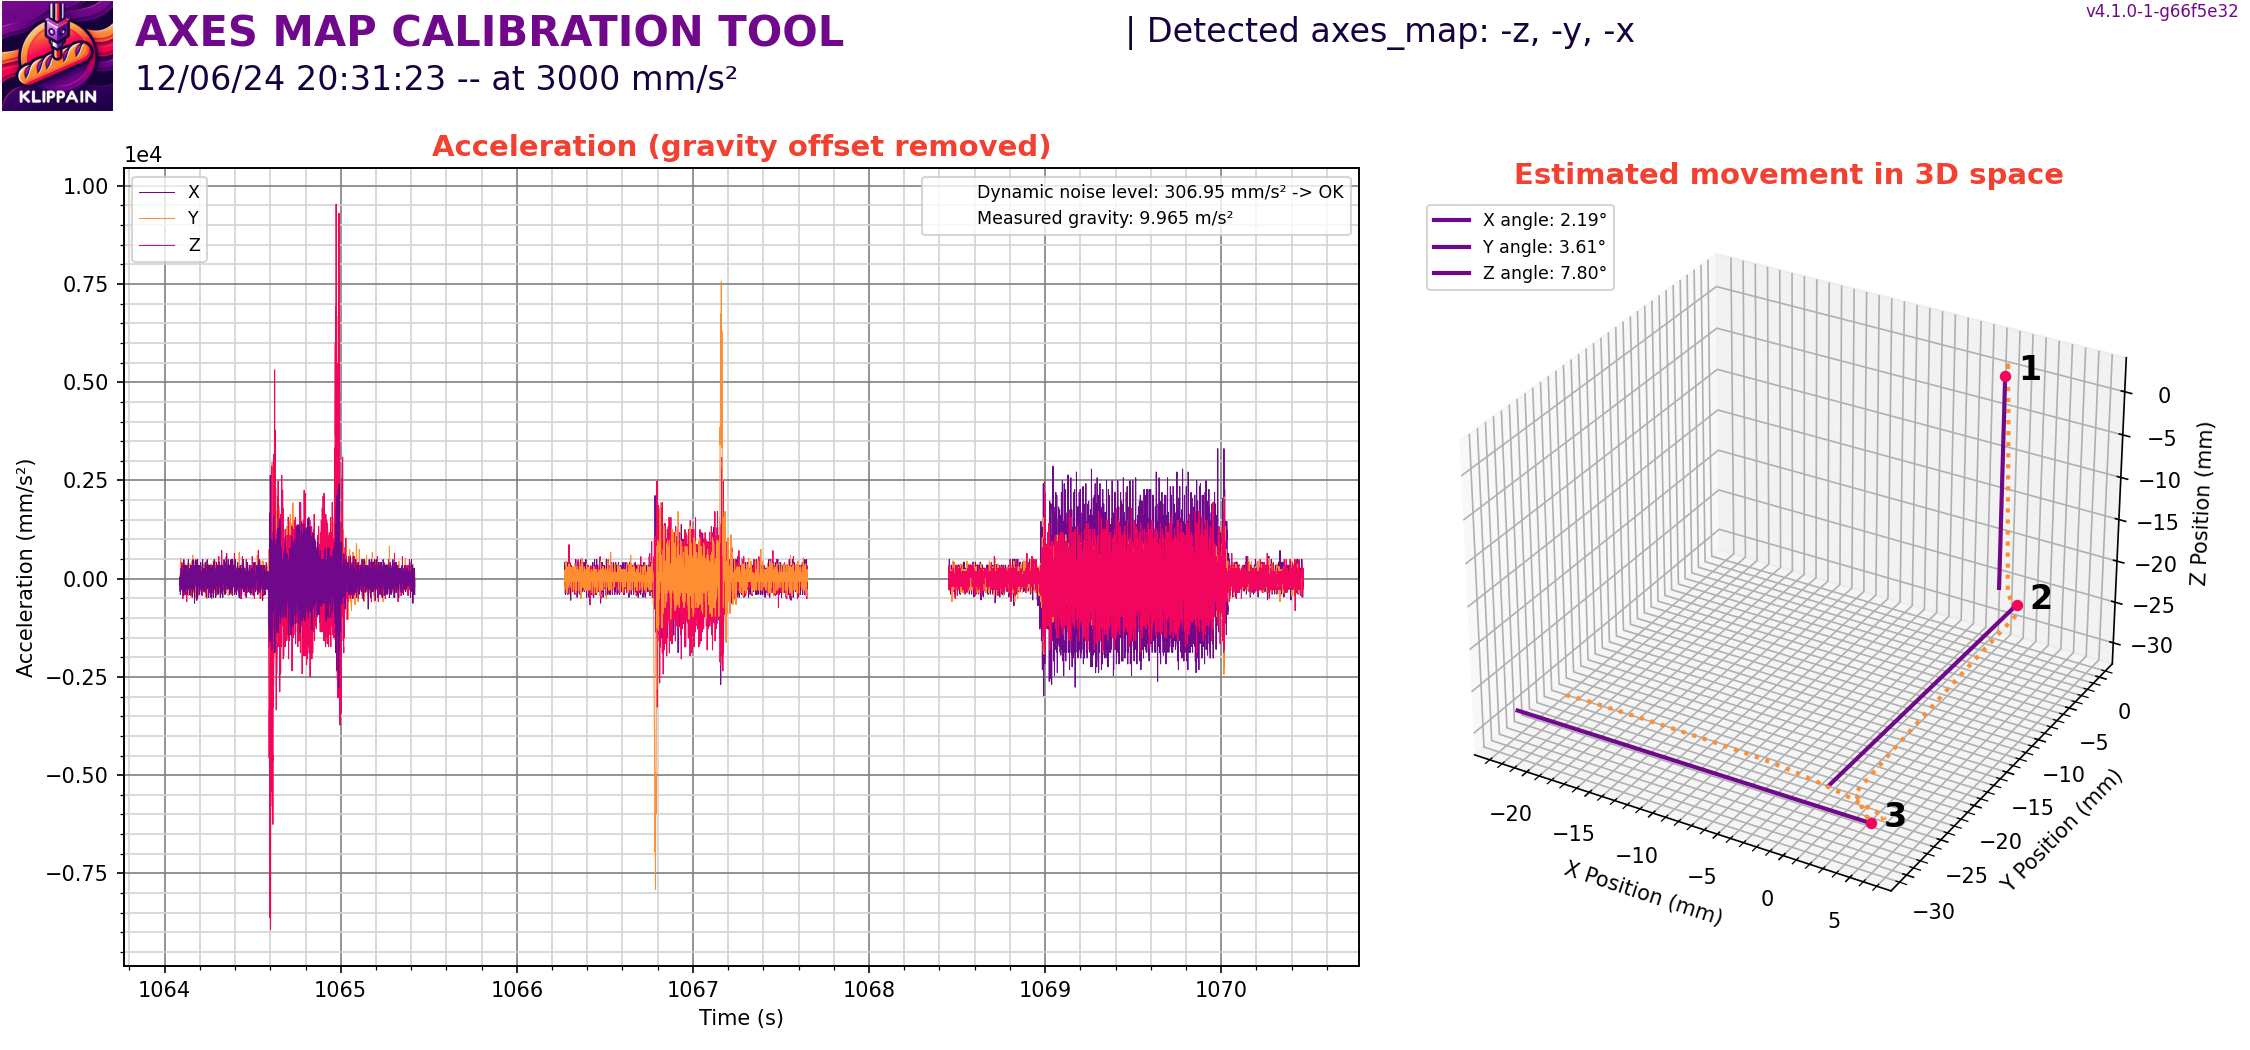 KLIPPAIN
AXES MAP CALIBRATION TOOL
| Detected axes_map: -z, -y, -x
v4.1.0-1-g66f5e32
12/06/24 20:31:23 -- at 3000 mm/s²
Acceleration (gravity offset removed)
1e4
X
Y
Z
Dynamic noise level: 306.95 mm/s² -> OK
Measured gravity: 9.965 m/s²
1.00
0.75
0.50
0.25
0.00
−0.25
−0.50
−0.75
Acceleration (mm/s²)
1064
1065
1066
1067
1068
1069
1070
Time (s)
Estimated movement in 3D space
X angle: 2.19°
Y angle: 3.61°
Z angle: 7.80°
1
2
3
0
−5
−10
−15
−20
−25
−30
Z Position (mm)
0
−5
−10
−15
−20
−25
−30
Y Position (mm)
−20
−15
−10
−5
0
5
X Position (mm)